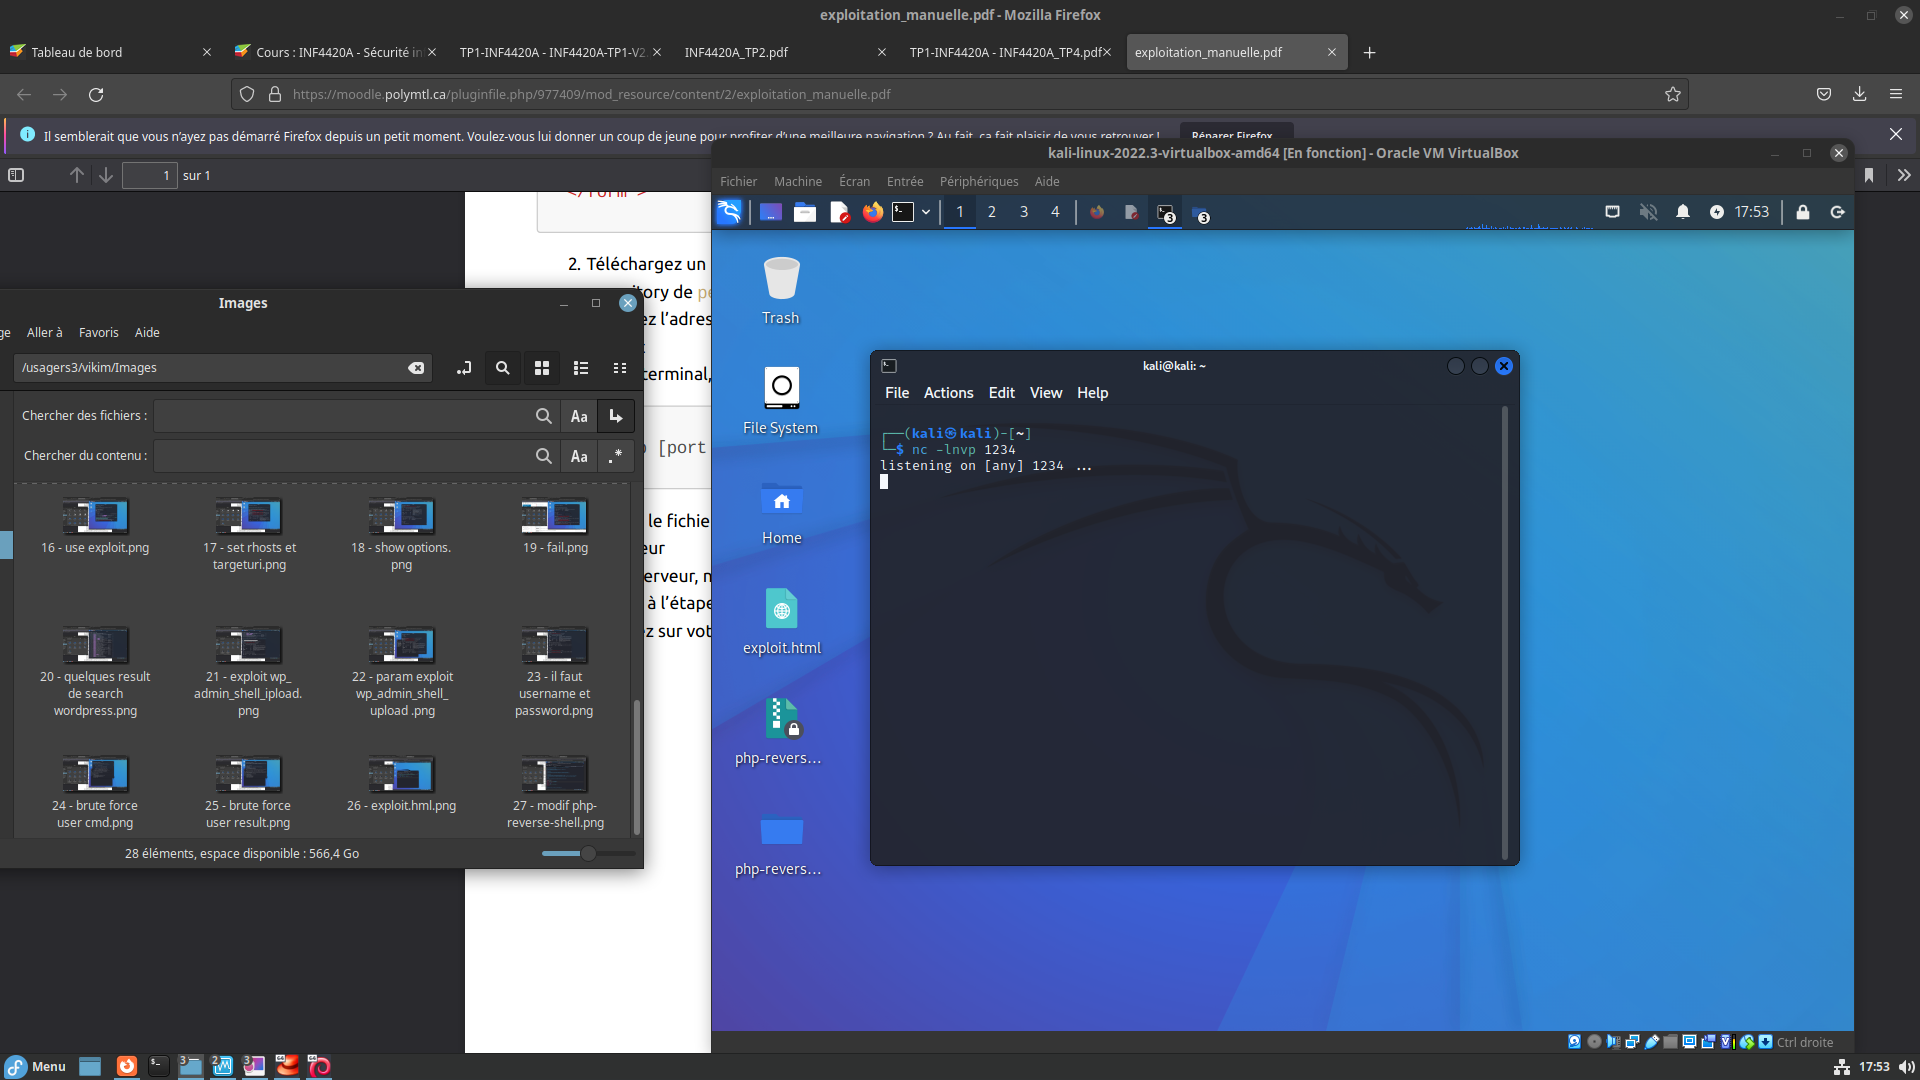 exploitation_manuelle.pdf - Mozilla Firefox
Tableau de bord
Cours : INF4420A - Sécurité in
TP1-INF4420A - INF4420A-TP1-V2
INF4420A_TP2.pdf
TP1-INF4420A - INF4420A_TP4.pdf
exploitation_manuelle.pdf
https://moodle.polymtl.ca/pluginfile.php/977409/mod_resource/content/2/exploitation_manuelle.pdf
Il semblerait que vous n'ayez pas démarré Firefox depuis un petit moment. Voulez-vous lui donner un coup de jeune pour profiter d'une meilleure navigation ? Au fait, ça fait plaisir de vous retrouver !
Réparer Firefox
1 sur 1
2. Téléchargez un
itory de
ez l'adres
terminal,
[port
le fichie
eur
erveur,
à l'étape
ez sur vot
Images
Aller à Favoris Aide
/usagers3/vikim/Images
Chercher des fichiers :
Aa
Chercher du contenu :
Aa .*
16 - use exploit.png
17 - set rhosts et targeturi.png
18 - show options.png
19 - fail.png
20 - quelques result de search wordpress.png
21 - exploit wp_admin_shell_ipload.png
22 - param exploit wp_admin_shell_upload .png
23 - il faut username et password.png
24 - brute force user cmd.png
25 - brute force user result.png
26 - exploit.hml.png
27 - modif php-reverse-shell.png
28 éléments, espace disponible : 566,4 Go
kali-linux-2022.3-virtualbox-amd64 [En fonction] - Oracle VM VirtualBox
Fichier Machine Écran Entrée Périphériques Aide
1 2 3 4
3
3
17:53
Trash
File System
Home
exploit.html
php-revers...
php-revers...
kali@kali: ~
File Actions Edit View Help
┌──(kali㉿kali)-[~]
└─$ nc -lnvp 1234
listening on [any] 1234 ...
Ctrl droite
Menu
3
2
3
17:53